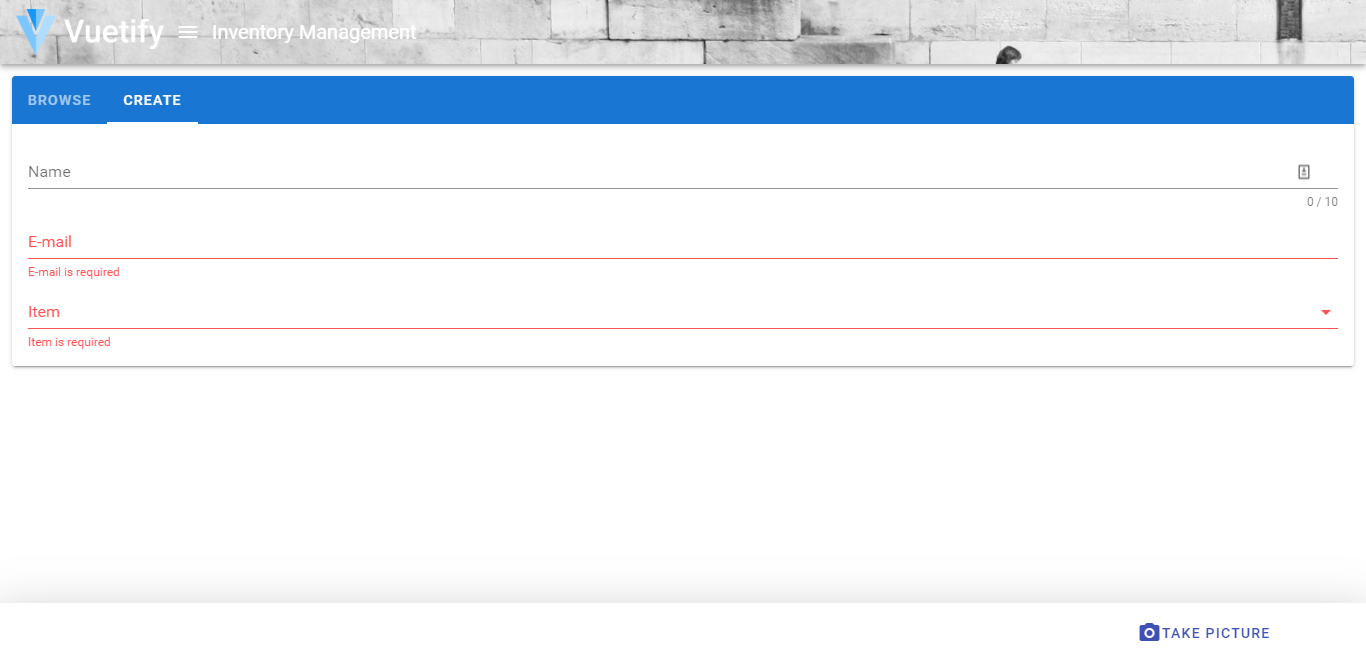 Vuetify Inventory Management
BROWSE CREATE
Name
0 / 10
E-mail
E-mail is required
Item
Item is required
TAKE PICTURE